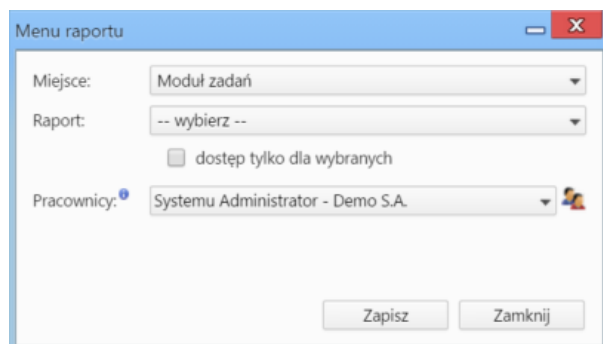 Menu raportu
Miejsce: Moduł zadań
Raport: -- wybierz --
dostęp tylko dla wybranych
Pracownicy: Systemu Administrator - Demo S.A.
Zapisz Zamknij